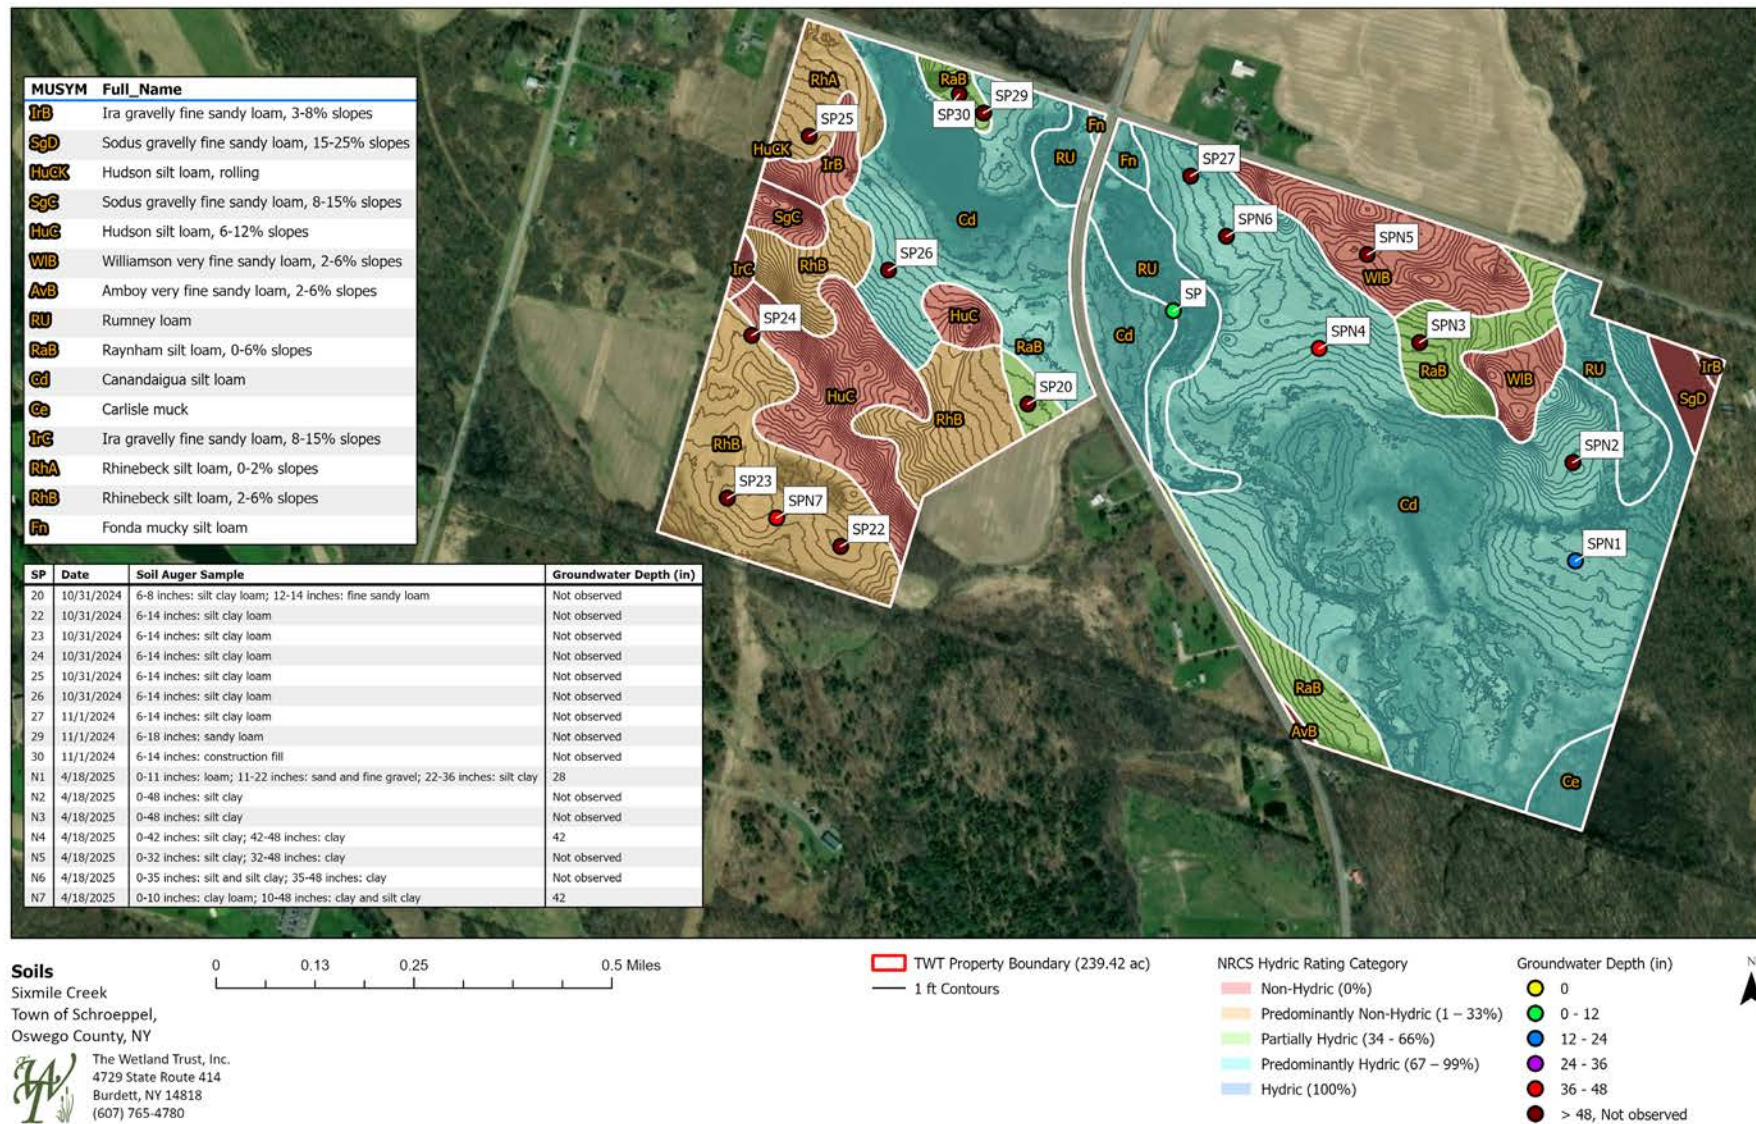 MUSYM Full_Name
IrB Ira gravelly fine sandy loam, 3-8% slopes
SgD Sodus gravelly fine sandy loam, 15-25% slopes
HuCK Hudson silt loam, rolling
SgC Sodus gravelly fine sandy loam, 8-15% slopes
HuC Hudson silt loam, 6-12% slopes
WlB Williamson very fine sandy loam, 2-6% slopes
AvB Amboy very fine sandy loam, 2-6% slopes
RU Rumney loam
RaB Raynham silt loam, 0-6% slopes
Cd Canandaigua silt loam
Ce Carlisle muck
IrC Ira gravelly fine sandy loam, 8-15% slopes
RhA Rhinebeck silt loam, 0-2% slopes
RhB Rhinebeck silt loam, 2-6% slopes
Fn Fonda mucky silt loam
SP Date Soil Auger Sample Groundwater Depth (in)
20 10/31/2024 6-8 inches: silt clay loam; 12-14 inches: fine sandy loam Not observed
22 10/31/2024 6-14 inches: silt clay loam Not observed
23 10/31/2024 6-14 inches: silt clay loam Not observed
24 10/31/2024 6-14 inches: silt clay loam Not observed
25 10/31/2024 6-14 inches: silt clay loam Not observed
26 10/31/2024 6-14 inches: silt clay loam Not observed
27 11/1/2024 6-14 inches: silt clay loam Not observed
29 11/1/2024 6-18 inches: sandy loam Not observed
30 11/1/2024 6-14 inches: construction fill Not observed
N1 4/18/2025 0-11 inches: loam; 11-22 inches: sand and fine gravel; 22-36 inches: silt clay 28
N2 4/18/2025 0-48 inches: silt clay Not observed
N3 4/18/2025 0-48 inches: silt clay Not observed
N4 4/18/2025 0-42 inches: silt clay; 42-48 inches: clay 42
N5 4/18/2025 0-32 inches: silt clay; 32-48 inches: clay Not observed
N6 4/18/2025 0-35 inches: silt and silt clay; 35-48 inches: clay Not observed
N7 4/18/2025 0-10 inches: clay loam; 10-48 inches: clay and silt clay 42
RhA
RaB
SP29
SP30
SP25
HuCK
IrB
RU
Fn
Fn
SP27
SgC
Cd
SPN6
SPN5
WlB
IrC
RhB
SP26
RU
SP
SP24
HuC
RaB
Cd
SPN4
SPN3
RaB
WlB
RU
IrB
SgD
HuC
SP20
RhB
RhB
SPN2
SP23
SPN7
SP22
Cd
SPN1
RaB
AvB
Ce
Soils
Sixmile Creek
Town of Schroeppel,
Oswego County, NY
TWT
The Wetland Trust, Inc.
4729 State Route 414
Burdett, NY 14818
(607) 765-4780
0 0.13 0.25 0.5 Miles
TWT Property Boundary (239.42 ac)
1 ft Contours
NRCS Hydric Rating Category
Non-Hydric (0%)
Predominantly Non-Hydric (1 – 33%)
Partially Hydric (34 - 66%)
Predominantly Hydric (67 – 99%)
Hydric (100%)
Groundwater Depth (in)
0
0 - 12
12 - 24
24 - 36
36 - 48
> 48, Not observed
N